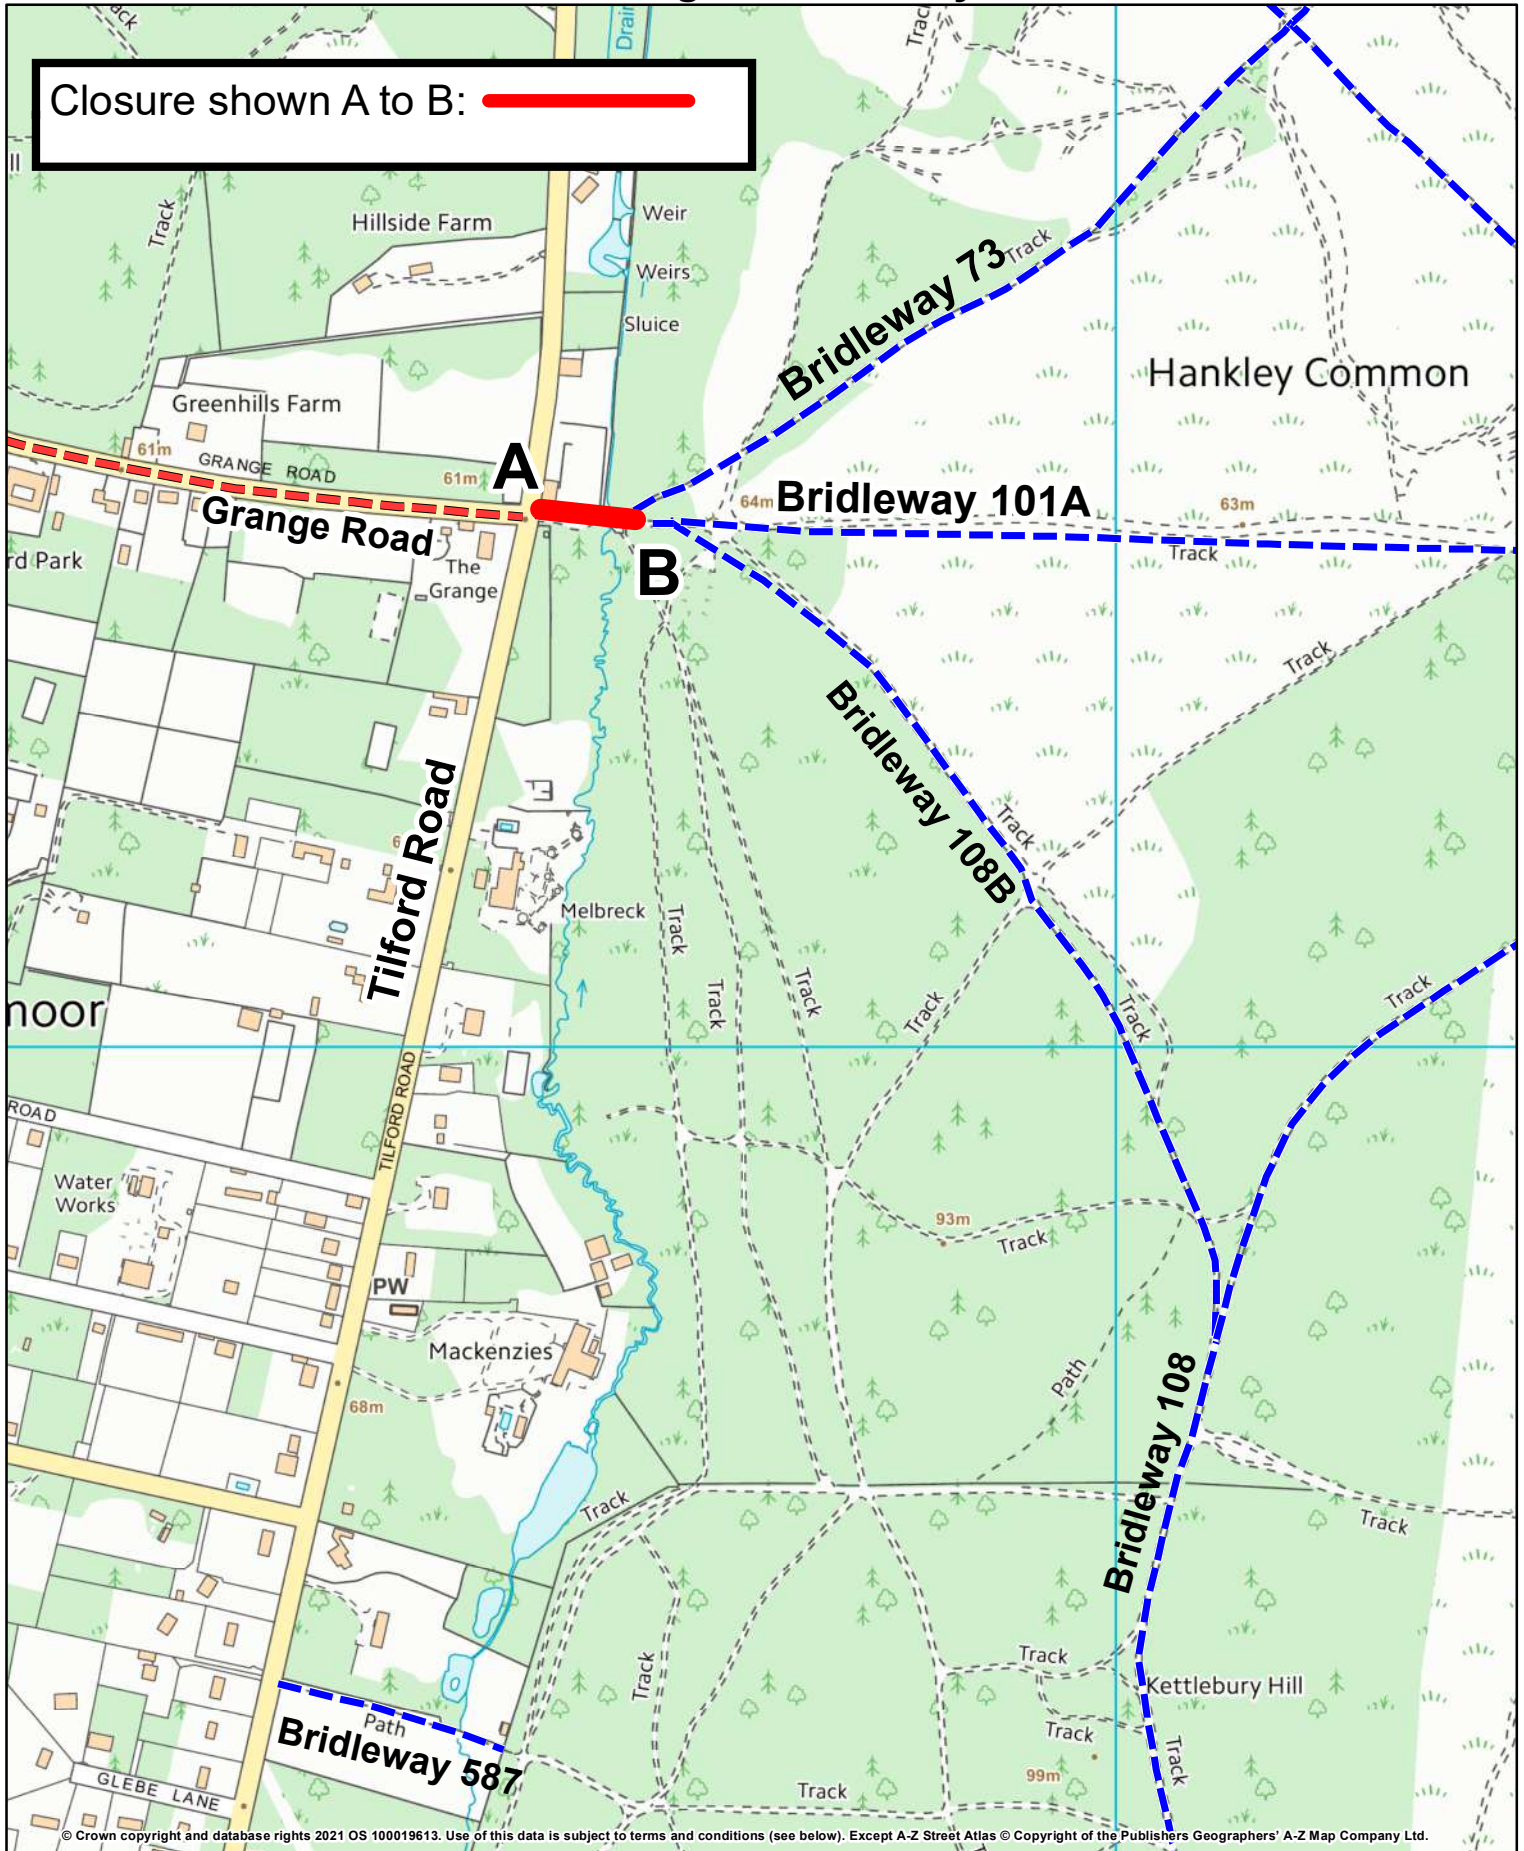 Closure shown A to B:
Drain
Track
Track
Track
Hillside Farm
Weir
Weirs
Sluice
Track
Bridleway 73
Hankley Common
Greenhills Farm
61m
GRANGE ROAD
61m
A
Grange Road
64m
Bridleway 101A
63m
Track
B
rd Park
The
Grange
Track
Bridleway 108B
Track
Tilford Road
Melbreck
Track
Track
Track
Track
Track
Track
moor
ROAD
TILFORD ROAD
Water
Works
93m
Track
PW
Mackenzies
68m
Path
Bridleway 108
Track
Track
Track
Track
Kettlebury Hill
Track
Track
99m
Path
Bridleway 587
GLEBE LANE
Track
© Crown copyright and database rights 2021 OS 100019613. Use of this data is subject to terms and conditions (see below). Except A-Z Street Atlas © Copyright of the Publishers Geographers' A-Z Map Company Ltd.